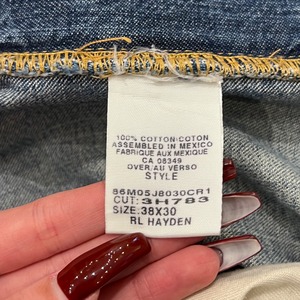 100% COTTON-COTON
ASSEMBLED IN MEXICO
FABRIQUE AUX MEXIQUE
CA 08349
OVER/AU VERSO
STYLE
86M05J8030CR1
CUT: 3H783
SIZE: 38X30
RL HAYDEN